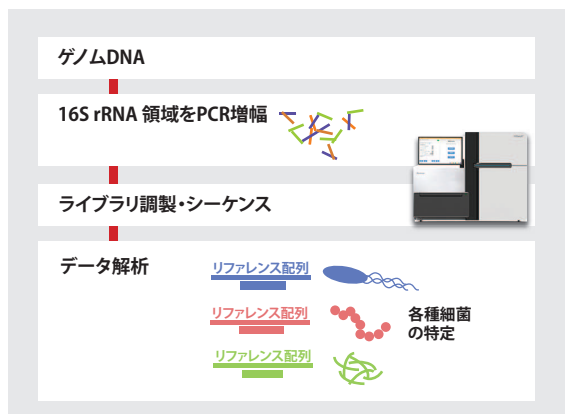 ゲノムDNA
16S rRNA 領域をPCR増幅
ライブラリ調製・シーケンス
データ解析
リファレンス配列
リファレンス配列
各種細菌
の特定
リファレンス配列